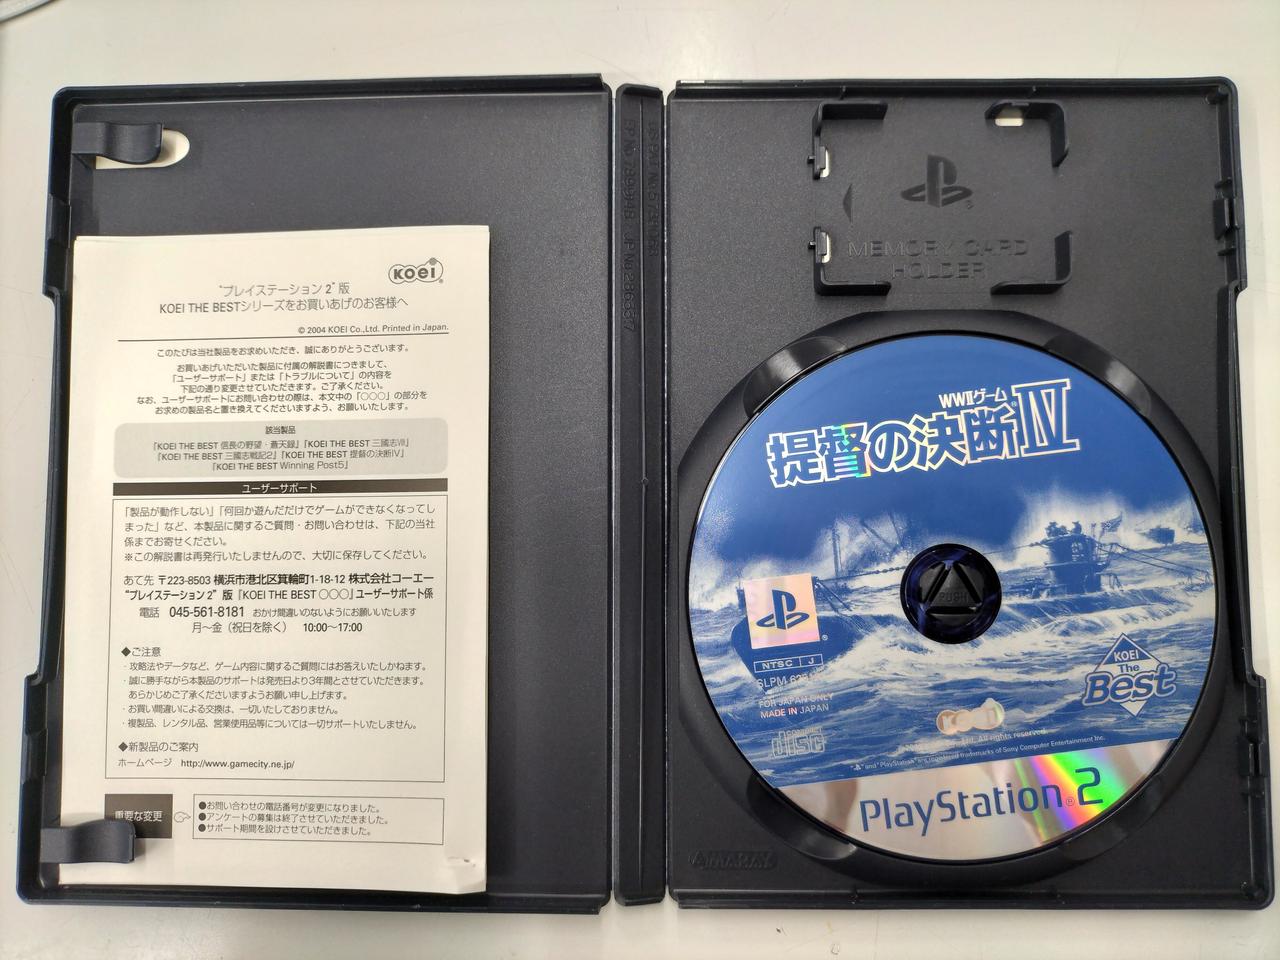 KOEI
"プレイステーション 2" 版
KOEI THE BESTシリーズをお買いあげのお客様へ
© 2004 KOEI Co.,Ltd. Printed in Japan.
このたびは当社製品をお求めいただき、誠にありがとうございます。
お買いあげいただいた製品に付属の解説書につきまして、
「ユーザーサポート」または「トラブルについて」の内容を
下記の通り変更させていただきます。ご了承ください。
なお、ユーザーサポートにお問い合わせの際は、本文中の「○○○」の部分を
お求めの製品名と置き換えてくださいますよう、お願いいたします。
該当製品
『KOEI THE BEST 信長の野望・蒼天録』『KOEI THE BEST 三國志Ⅷ』
『KOEI THE BEST 三國志戦記2』『KOEI THE BEST 提督の決断Ⅳ』
『KOEI THE BEST Winning Post5』
ユーザーサポート
「製品が動作しない」「何回か遊んだだけでゲームができなくなってし
まった」など、本製品に関するご質問・お問い合わせは、下記の当社
係までお寄せください。
※この解説書は再発行いたしませんので、大切に保存してください。
あて先 〒223-8503 横浜市港北区箕輪町1-18-12 株式会社コーエー
"プレイステーション 2" 版『KOEI THE BEST ○○○』ユーザーサポート係
電話 045-561-8181 おかけ間違いのないようにお願いいたします
月〜金（祝日を除く） 10:00〜17:00
◆ご注意
・攻略法やデータなど、ゲーム内容に関するご質問にはお答えいたしかねます。
・誠に勝手ながら本製品のサポートは発売日より3年間とさせていただきます。
あらかじめご了承くださいますようお願い申し上げます。
・お買い間違いによる交換は、一切いたしておりません。
・複製品、レンタル品、営業使用品等については一切サポートいたしません。
◆新製品のご案内
ホームページ http://www.gamecity.ne.jp/
重要な変更
●お問い合わせの電話番号が変更になりました。
●アンケートの募集は終了させていただきました。
●サポート期間を設けさせていただきました。
MEMORY CARD
HOLDER
WWⅡゲーム
提督の決断®Ⅳ
PUSH
NTSC J
SLPM
FOR JAPAN ONLY
MADE IN JAPAN
COMPACT
disc
KOEI
The
Best
KOEI
All rights reserved.
"PlayStation" are registered trademarks of Sony Computer Entertainment Inc.
PlayStation®2
AMARAY